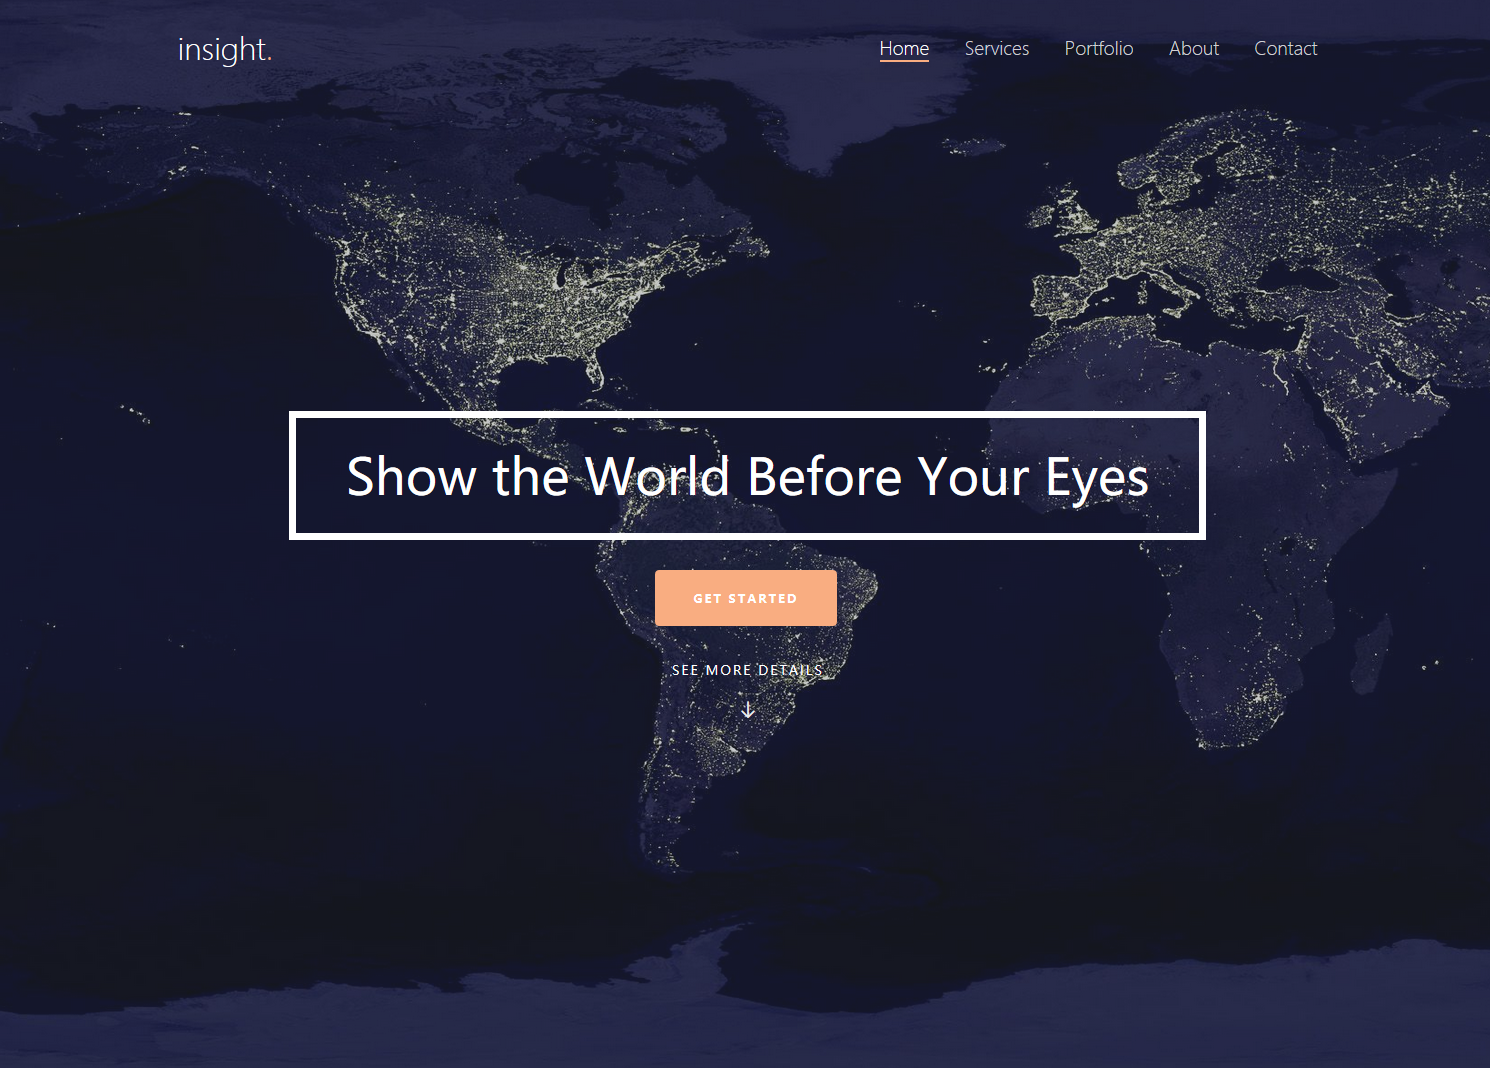 insight.
Home Services Portfolio About Contact
Show the World Before Your Eyes
GET STARTED
SEE MORE DETAILS